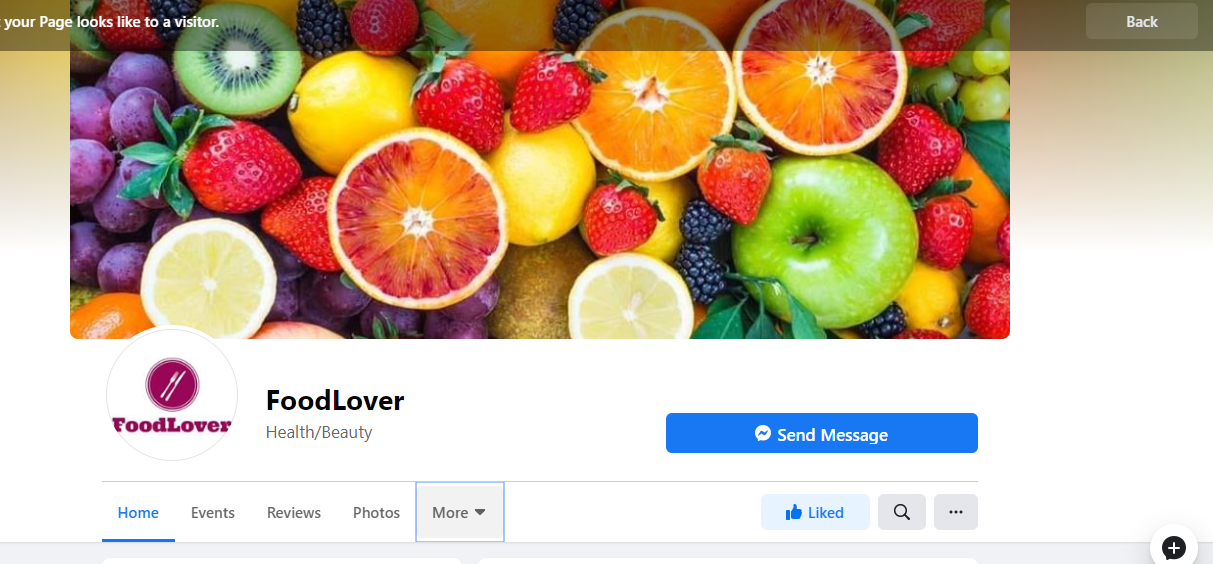 your Page looks like to a visitor.
Back
FoodLover
FoodLover
Health/Beauty
Send Message
Home Events Reviews Photos More
Liked